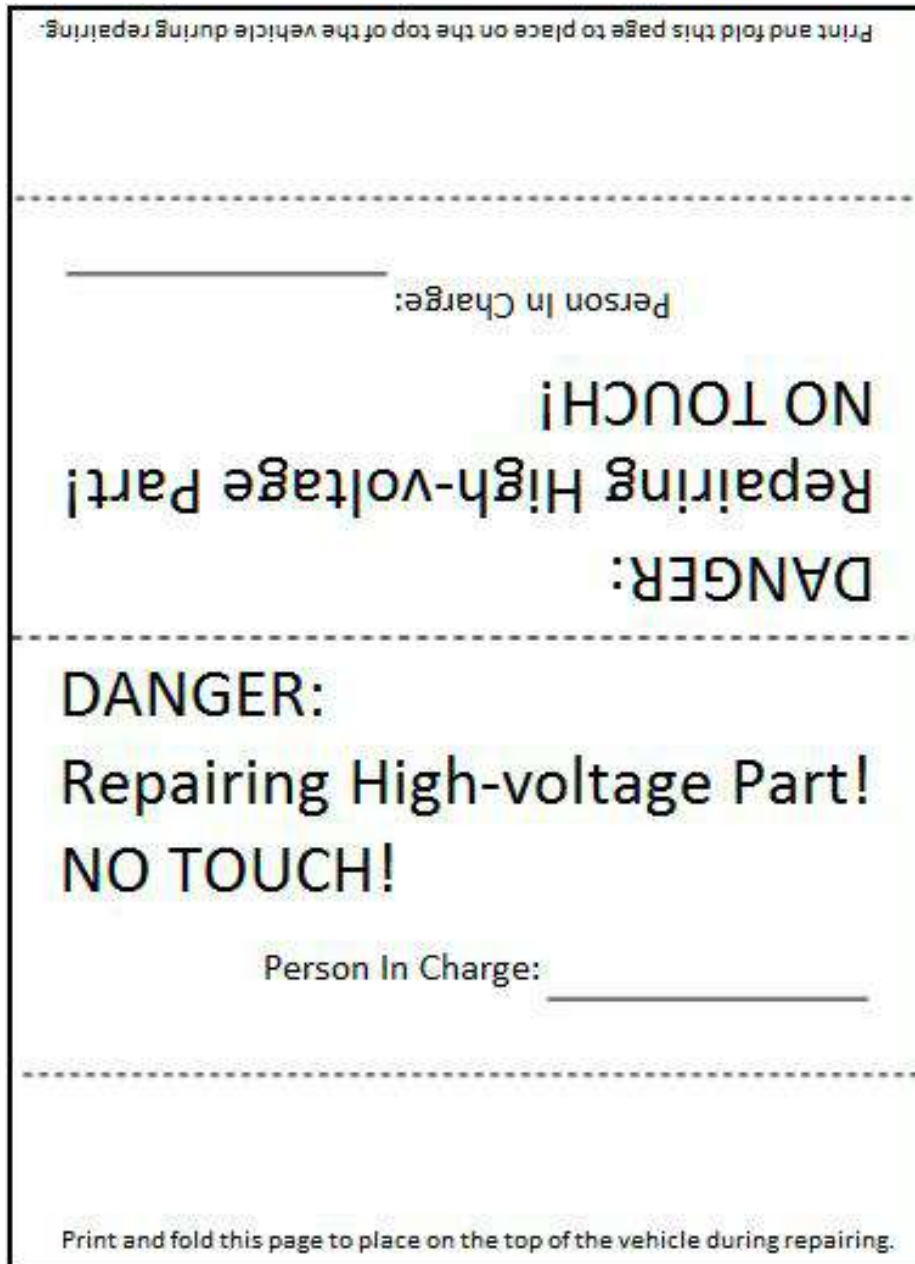 Print and fold this page to place on the top of the vehicle during repairing.
Person In Charge:
NO TOUCH!
Repairing High-voltage Part!
DANGER:
DANGER:
Repairing High-voltage Part!
NO TOUCH!
Person In Charge:
Print and fold this page to place on the top of the vehicle during repairing.